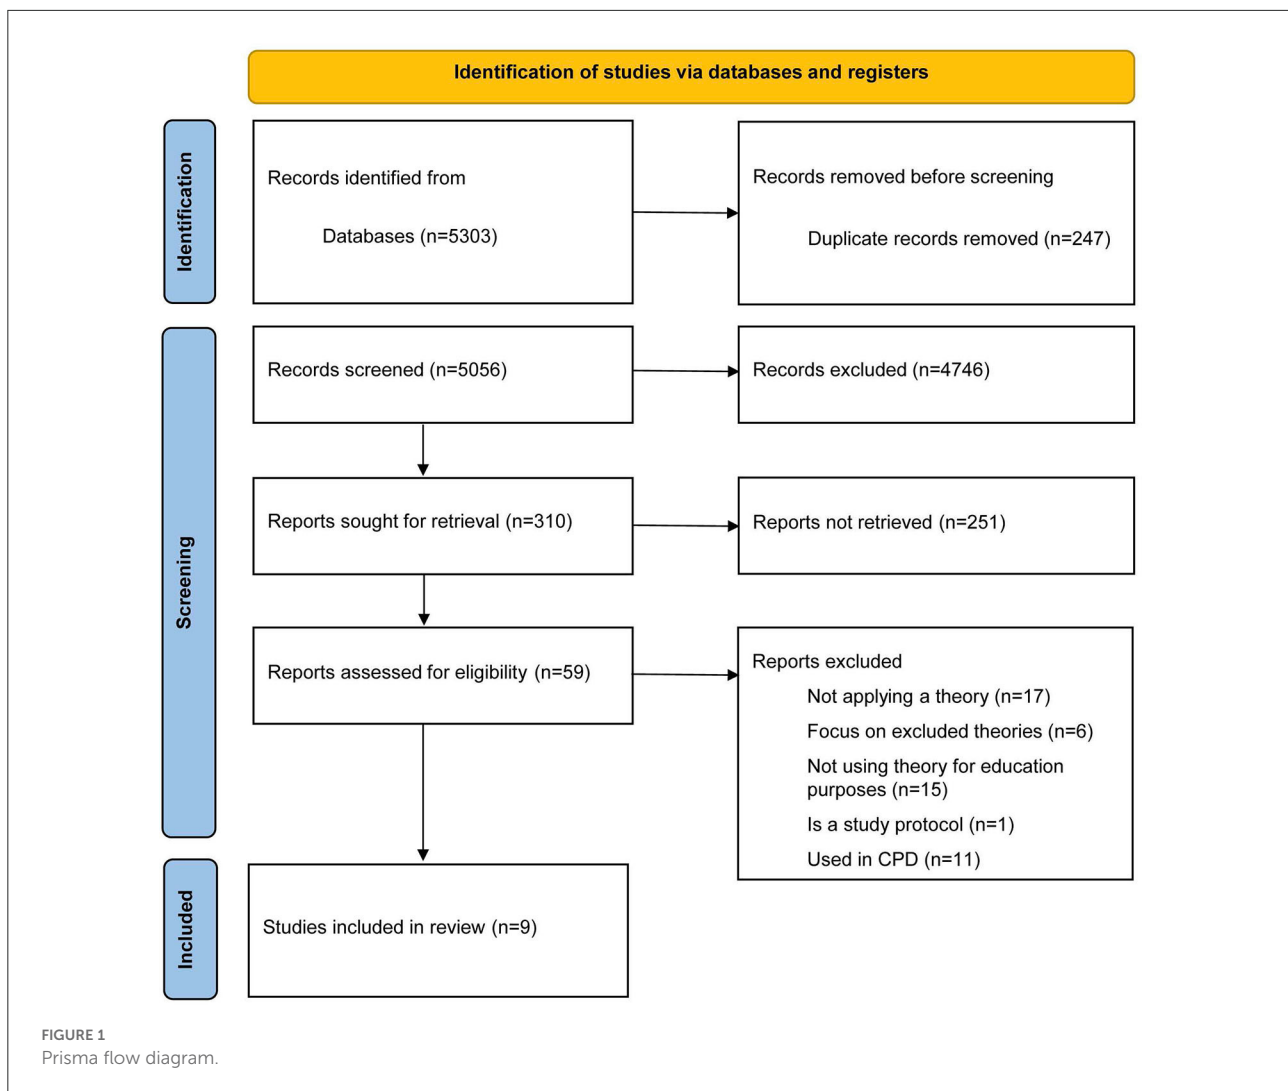 Identification of studies via databases and registers
Identification
Records identified from
Databases (n=5303)
Records removed before screening
Duplicate records removed (n=247)
Screening
Records screened (n=5056)
Records excluded (n=4746)
Reports sought for retrieval (n=310)
Reports not retrieved (n=251)
Reports assessed for eligibility (n=59)
Reports excluded
Not applying a theory (n=17)
Focus on excluded theories (n=6)
Not using theory for education
purposes (n=15)
Is a study protocol (n=1)
Used in CPD (n=11)
Included
Studies included in review (n=9)
FIGURE 1
Prisma flow diagram.